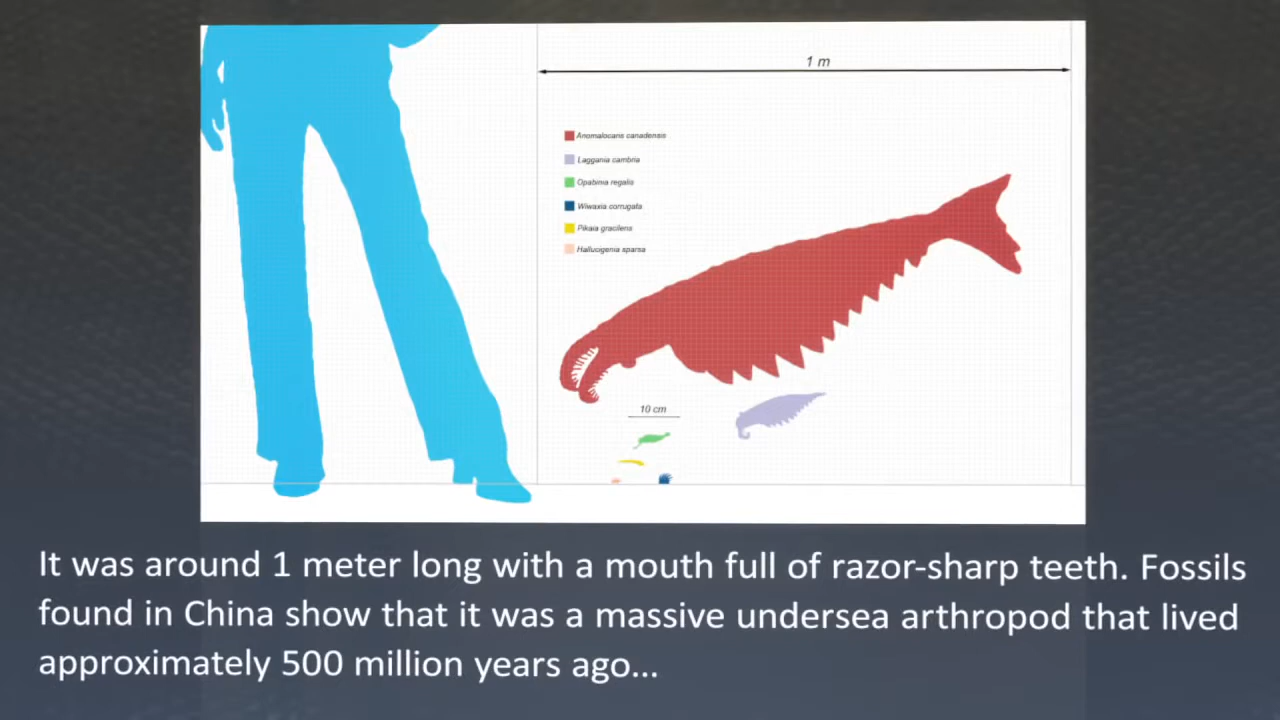 1 m
Anomalocaris canadensis
Laggania cambria
Opabinia regalis
Wiwaxia corrugata
Pikaia gracilens
Hallucigenia sparsa
10 cm
It was around 1 meter long with a mouth full of razor-sharp teeth. Fossils
found in China show that it was a massive undersea arthropod that lived
approximately 500 million years ago...